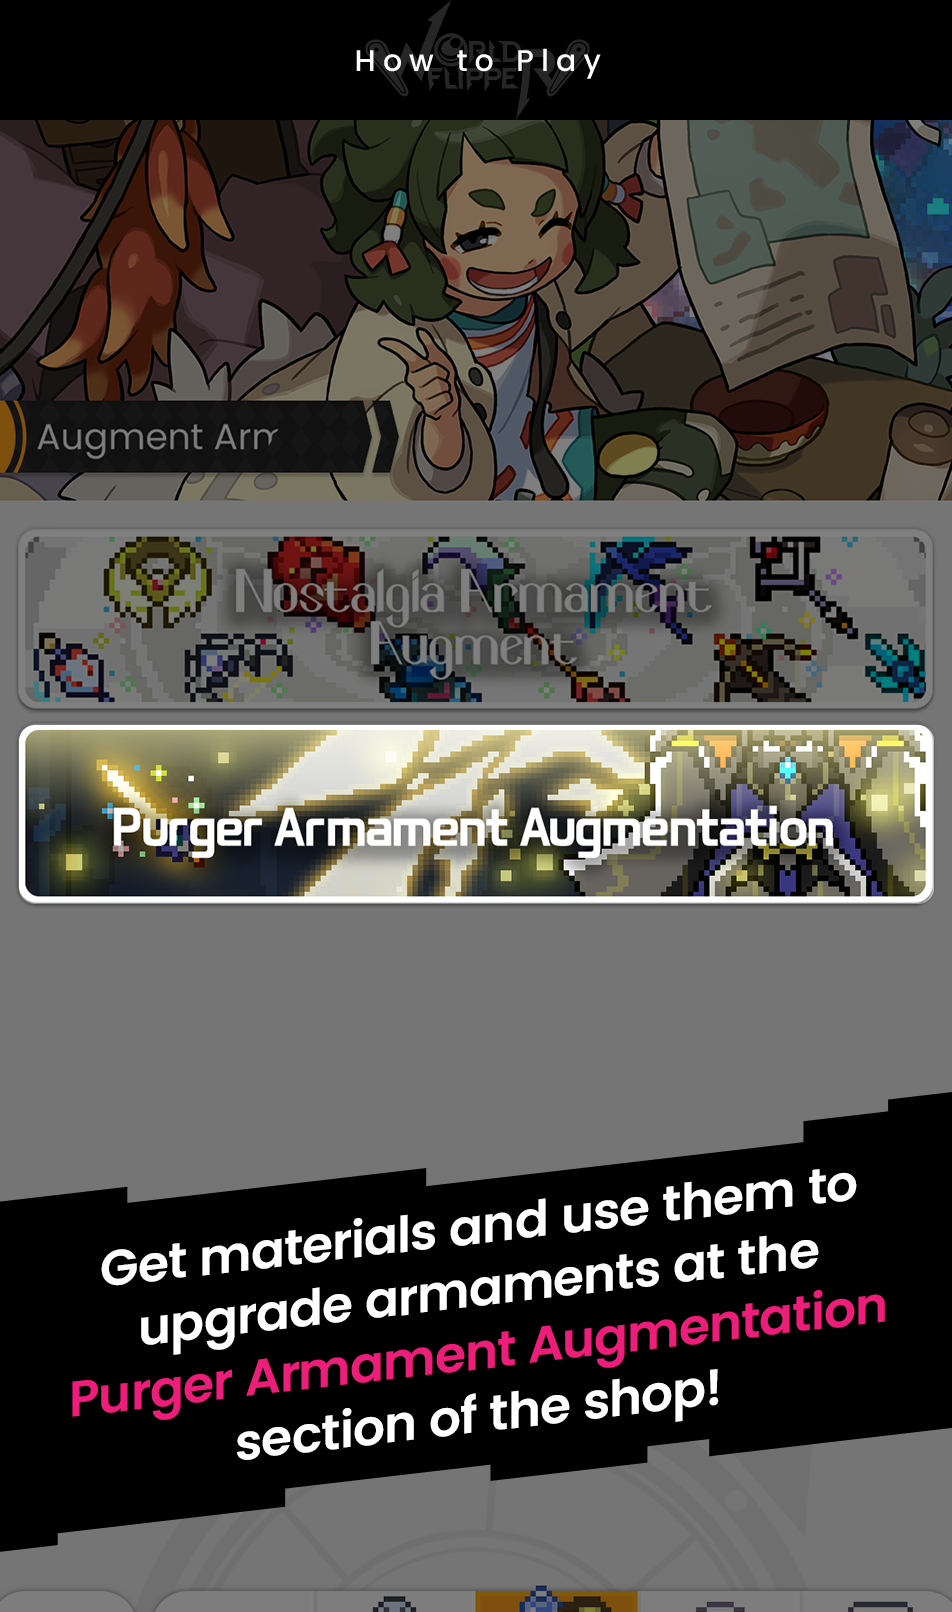 WORLD
FLIPPER
How to Play
Augment Arm
Nostalgia Armament
Augment
Purger Armament Augmentation
Get materials and use them to
upgrade armaments at the
Purger Armament Augmentation
section of the shop!